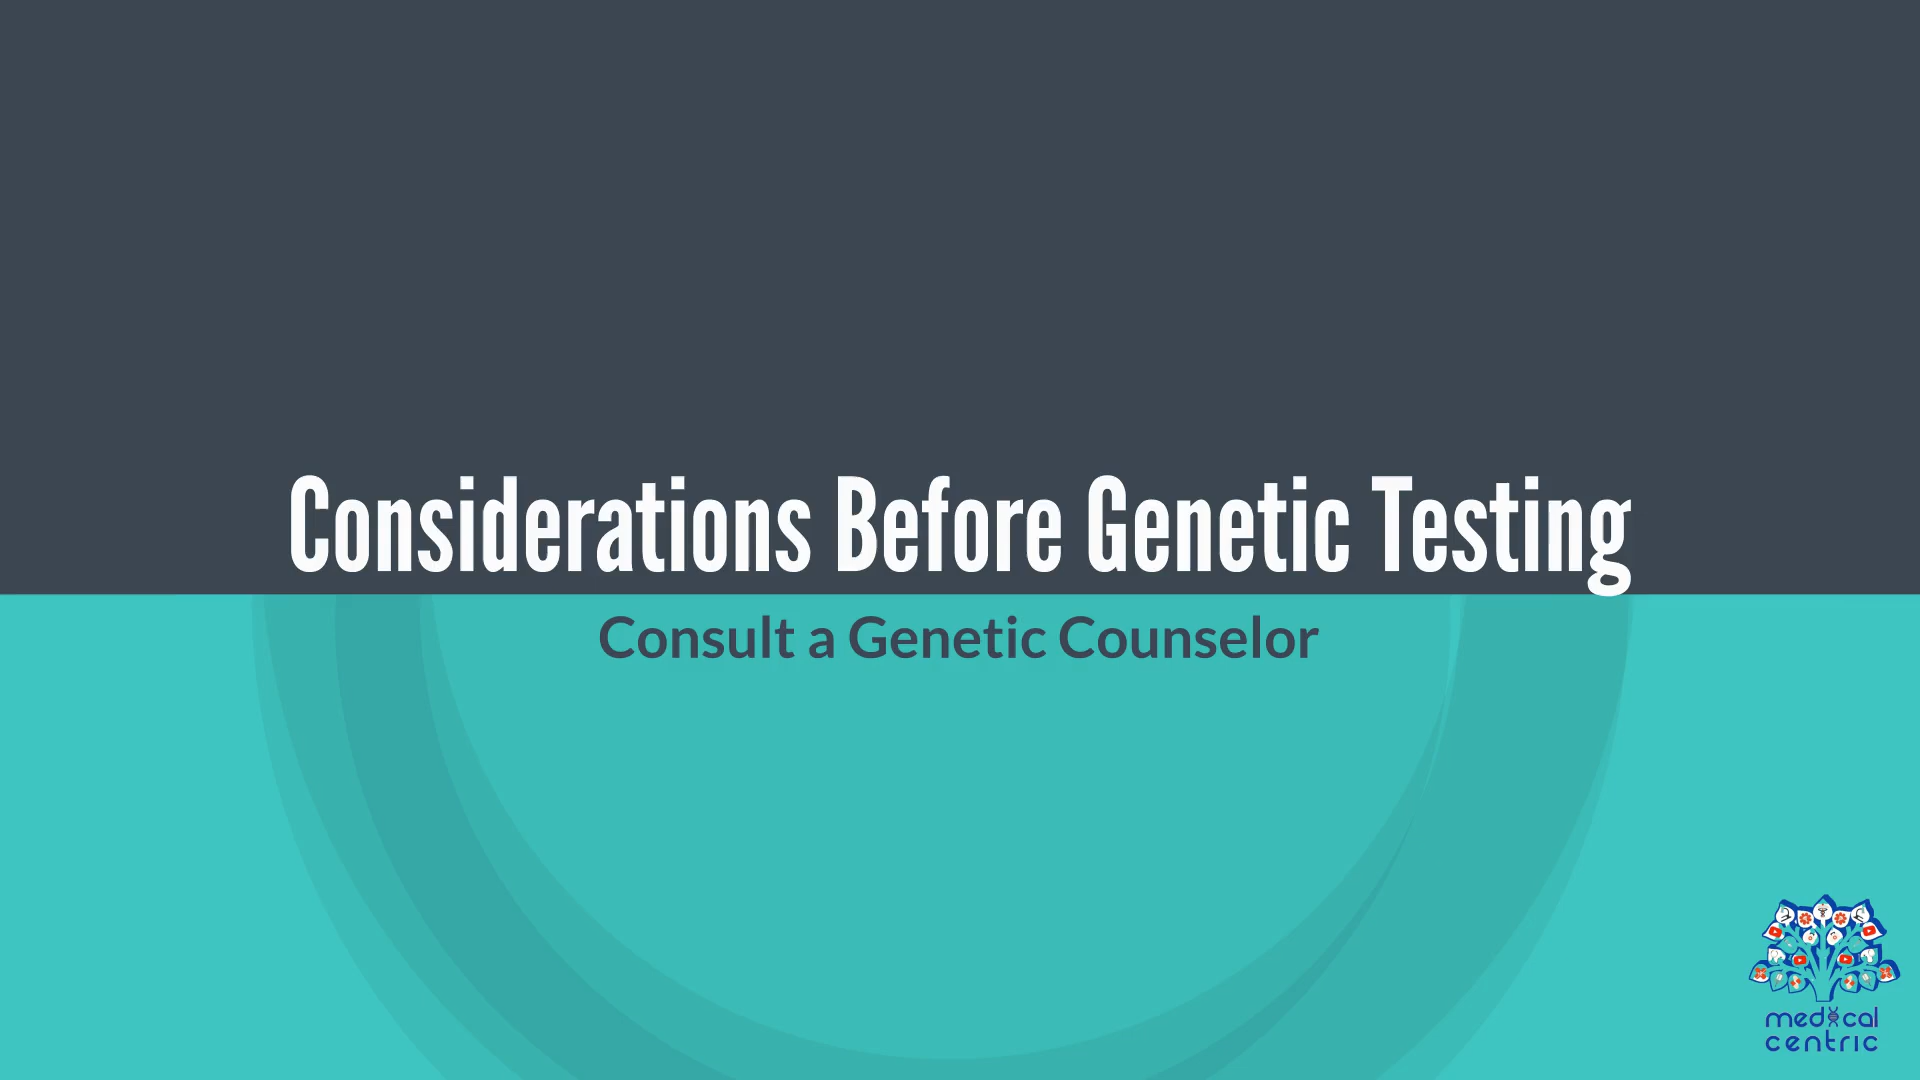 Considerations Before Genetic Testing
Consult a Genetic Counselor
medical
centric